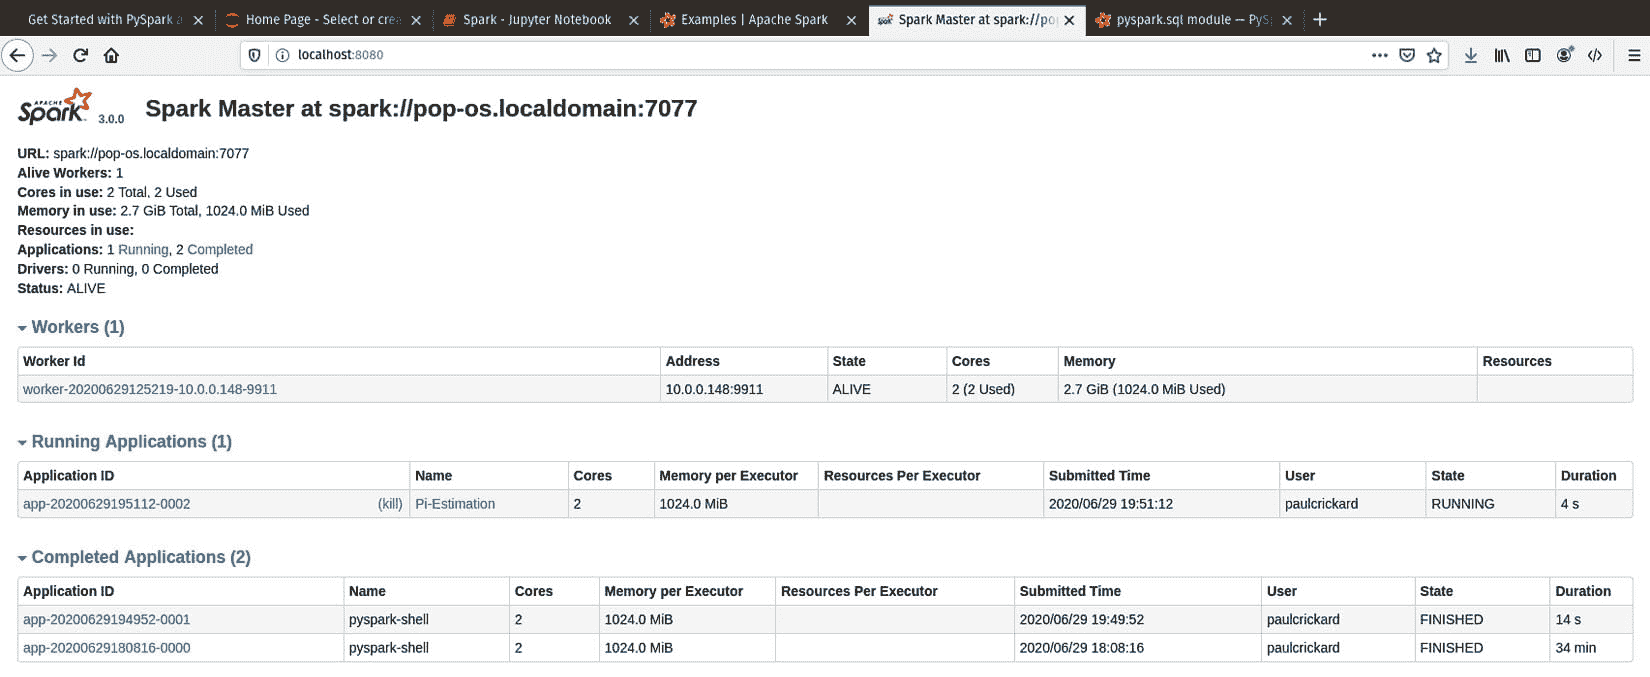 Get Started with PySpark a
Home Page - Select or crea
Spark - Jupyter Notebook
Examples | Apache Spark
Spark Master at spark://po
pyspark.sql module — PyS
localhost:8080
APACHE Spark 3.0.0 Spark Master at spark://pop-os.localdomain:7077
URL: spark://pop-os.localdomain:7077
Alive Workers: 1
Cores in use: 2 Total, 2 Used
Memory in use: 2.7 GiB Total, 1024.0 MiB Used
Resources in use:
Applications: 1 Running, 2 Completed
Drivers: 0 Running, 0 Completed
Status: ALIVE
Workers (1)
Worker Id Address State Cores Memory Resources
worker-20200629125219-10.0.0.148-9911 10.0.0.148:9911 ALIVE 2 (2 Used) 2.7 GiB (1024.0 MiB Used)
Running Applications (1)
Application ID Name Cores Memory per Executor Resources Per Executor Submitted Time User State Duration
app-20200629195112-0002 (kill) Pi-Estimation 2 1024.0 MiB 2020/06/29 19:51:12 paulcrickard RUNNING 4 s
Completed Applications (2)
Application ID Name Cores Memory per Executor Resources Per Executor Submitted Time User State Duration
app-20200629194952-0001 pyspark-shell 2 1024.0 MiB 2020/06/29 19:49:52 paulcrickard FINISHED 14 s
app-20200629180816-0000 pyspark-shell 2 1024.0 MiB 2020/06/29 18:08:16 paulcrickard FINISHED 34 min